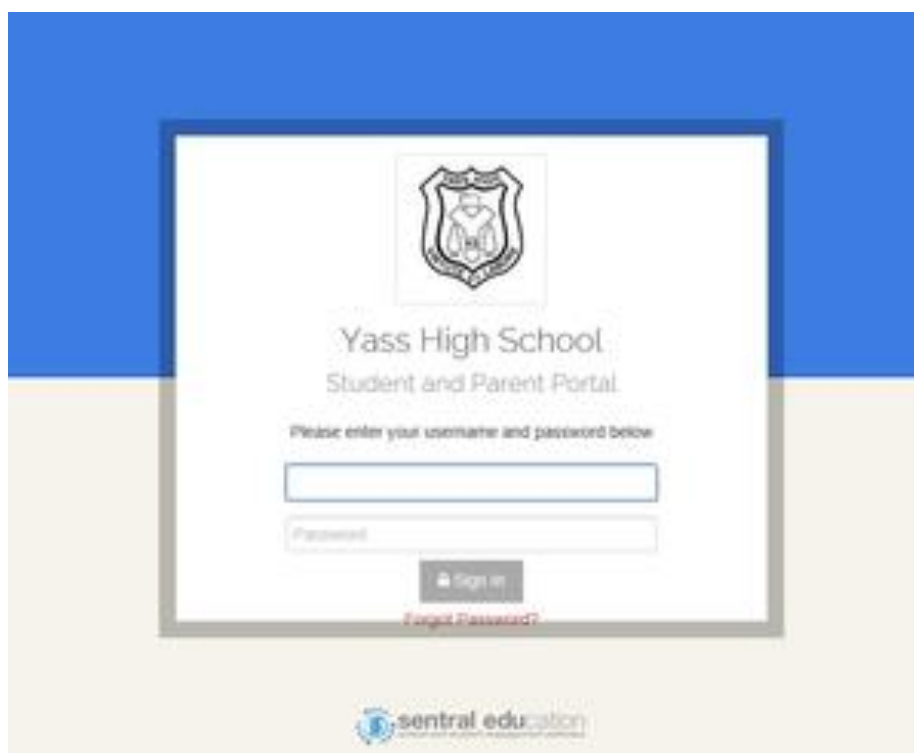 Yass High School
Student and Parent Portal
Please enter your username and password below
Password
Sign in
Forgot Password?
sentral education